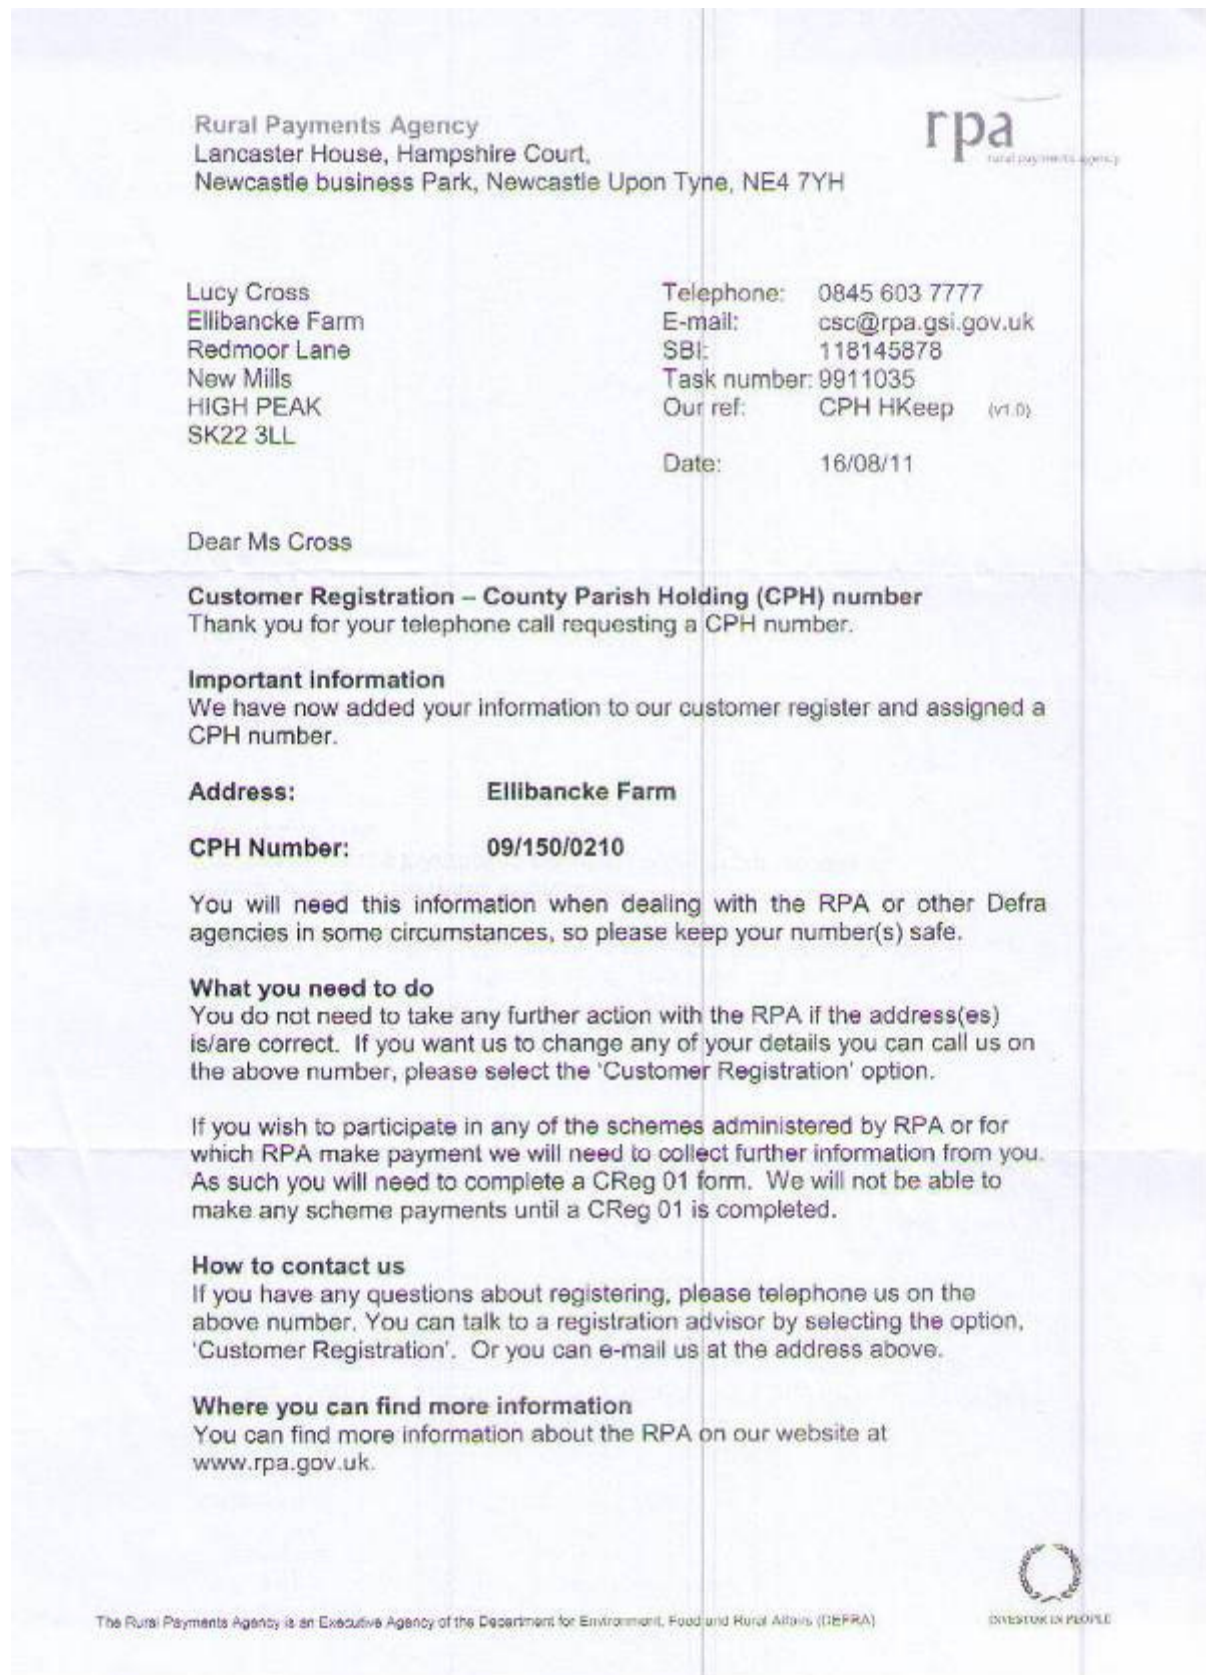 Rural Payments Agency
Lancaster House, Hampshire Court,
Newcastle business Park, Newcastle Upon Tyne, NE4 7YH
rpa
rural payments agency
Lucy Cross
Ellibancke Farm
Redmoor Lane
New Mills
HIGH PEAK
SK22 3LL
Telephone: 0845 603 7777
E-mail: csc@rpa.gsi.gov.uk
SBI: 118145878
Task number: 9911035
Our ref: CPH HKeep (v1.0)
Date: 16/08/11
Dear Ms Cross
Customer Registration – County Parish Holding (CPH) number
Thank you for your telephone call requesting a CPH number.
Important information
We have now added your information to our customer register and assigned a
CPH number.
Address: Ellibancke Farm
CPH Number: 09/150/0210
You will need this information when dealing with the RPA or other Defra
agencies in some circumstances, so please keep your number(s) safe.
What you need to do
You do not need to take any further action with the RPA if the address(es)
is/are correct. If you want us to change any of your details you can call us on
the above number, please select the 'Customer Registration' option.
If you wish to participate in any of the schemes administered by RPA or for
which RPA make payment we will need to collect further information from you.
As such you will need to complete a CReg 01 form. We will not be able to
make any scheme payments until a CReg 01 is completed.
How to contact us
If you have any questions about registering, please telephone us on the
above number. You can talk to a registration advisor by selecting the option,
'Customer Registration'. Or you can e-mail us at the address above.
Where you can find more information
You can find more information about the RPA on our website at
www.rpa.gov.uk.
The Rural Payments Agency is an Executive Agency of the Department for Environment, Food and Rural Affairs (DEFRA)
INVESTOR IN PEOPLE